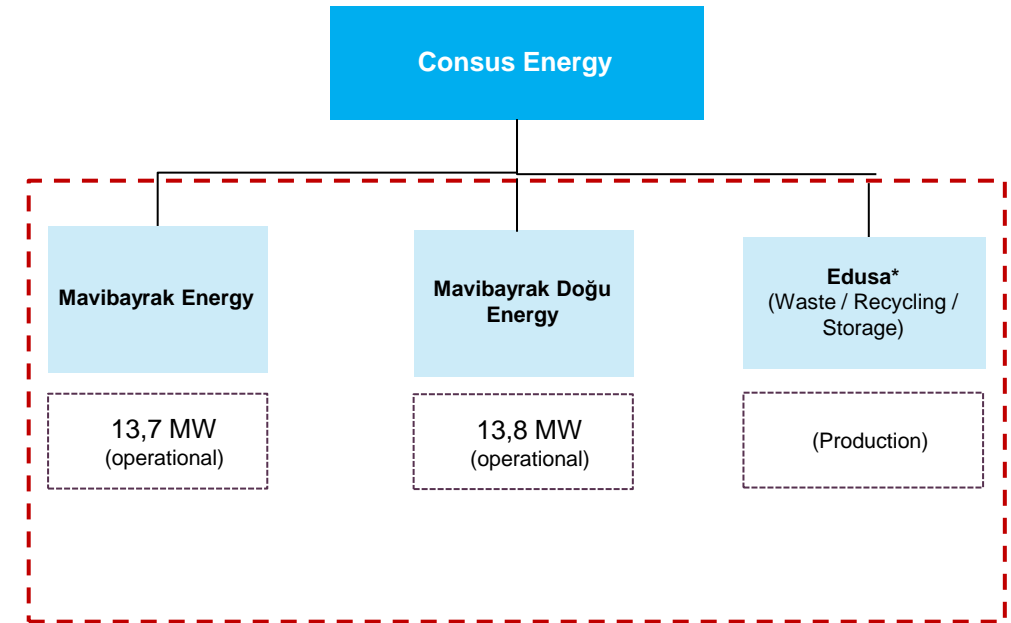 Consus Energy
Mavibayrak Energy
Mavibayrak Doğu
Energy
Edusa*
(Waste / Recycling /
Storage)
13,7 MW
(operational)
13,8 MW
(operational)
(Production)